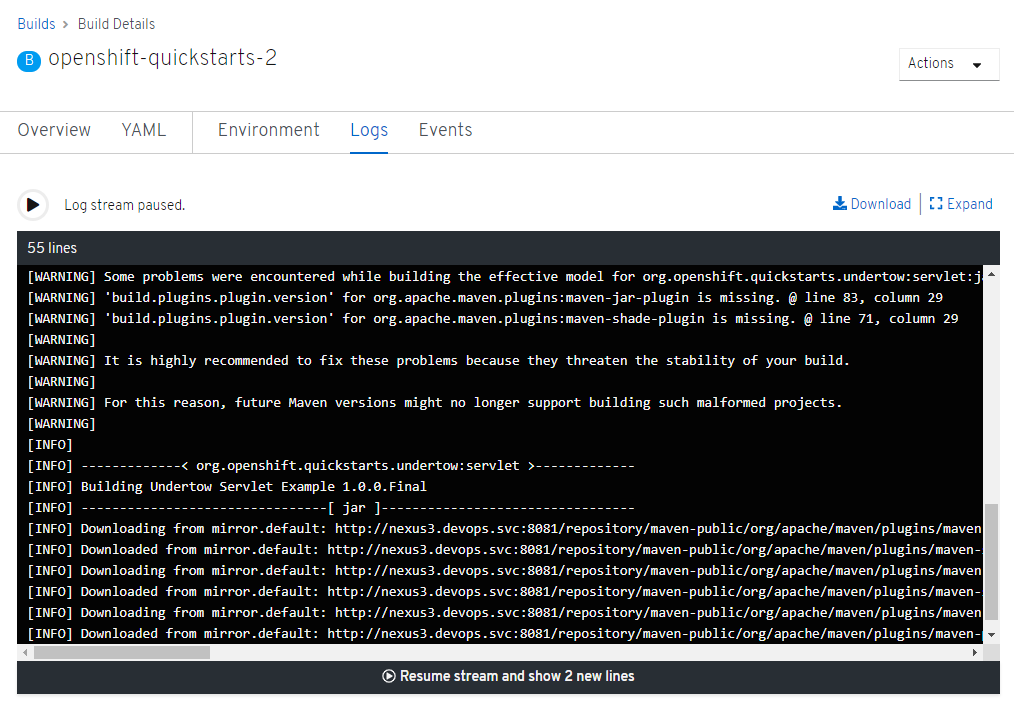 Builds > Build Details
B openshift-quickstarts-2
Actions
Overview YAML Environment Logs Events
Log stream paused.
Download Expand
55 lines
[WARNING] Some problems were encountered while building the effective model for org.openshift.quickstarts.undertow:servlet:j
[WARNING] 'build.plugins.plugin.version' for org.apache.maven.plugins:maven-jar-plugin is missing. @ line 83, column 29
[WARNING] 'build.plugins.plugin.version' for org.apache.maven.plugins:maven-shade-plugin is missing. @ line 71, column 29
[WARNING]
[WARNING] It is highly recommended to fix these problems because they threaten the stability of your build.
[WARNING]
[WARNING] For this reason, future Maven versions might no longer support building such malformed projects.
[WARNING]
[INFO]
[INFO] -------------< org.openshift.quickstarts.undertow:servlet >-------------
[INFO] Building Undertow Servlet Example 1.0.0.Final
[INFO] --------------------------------[ jar ]---------------------------------
[INFO] Downloading from mirror.default: http://nexus3.devops.svc:8081/repository/maven-public/org/apache/maven/plugins/maven
[INFO] Downloaded from mirror.default: http://nexus3.devops.svc:8081/repository/maven-public/org/apache/maven/plugins/maven-
[INFO] Downloading from mirror.default: http://nexus3.devops.svc:8081/repository/maven-public/org/apache/maven/plugins/maven
[INFO] Downloaded from mirror.default: http://nexus3.devops.svc:8081/repository/maven-public/org/apache/maven/plugins/maven-
[INFO] Downloading from mirror.default: http://nexus3.devops.svc:8081/repository/maven-public/org/apache/maven/plugins/maven
[INFO] Downloaded from mirror.default: http://nexus3.devops.svc:8081/repository/maven-public/org/apache/maven/plugins/maven-
Resume stream and show 2 new lines